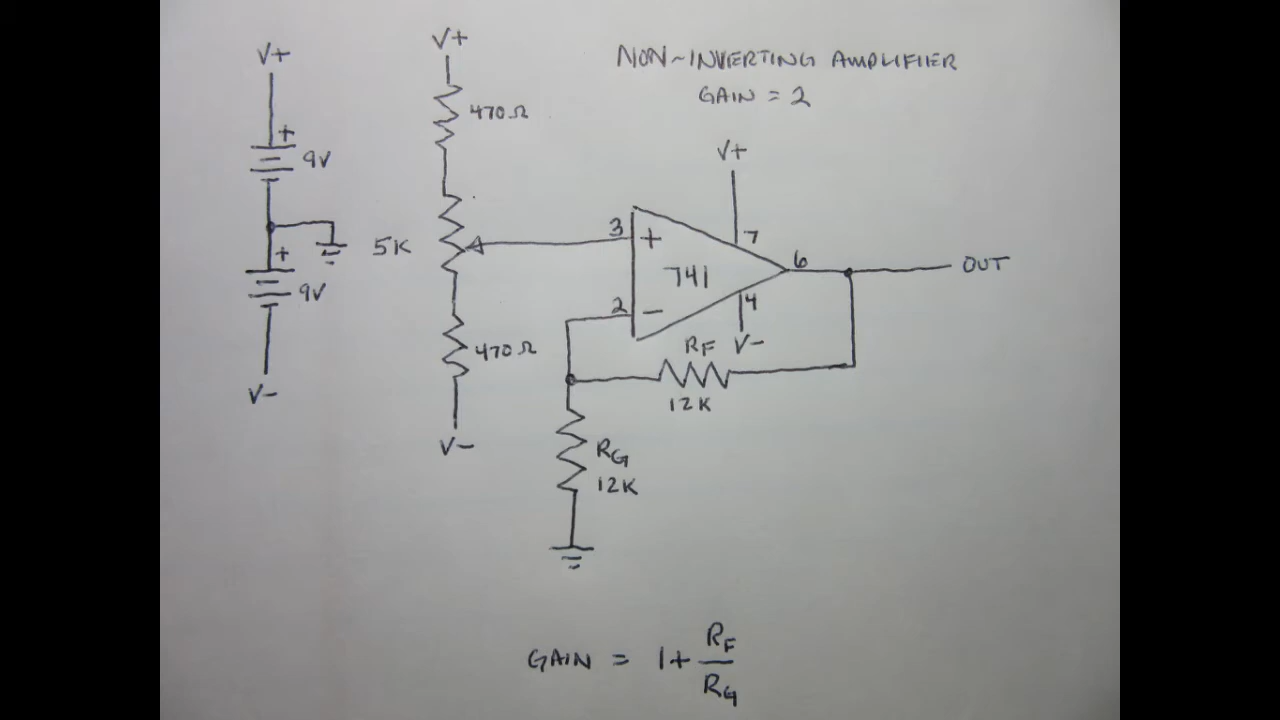 NON-INVERTING AMPLIFIER
GAIN = 2
V+
+
9V
+
9V
V-
V+
470Ω
5K
470Ω
V-
V+
3
+
7
741
6
OUT
2
-
4
V-
RF
12K
RG
12K
GAIN = 1 + RF/RG